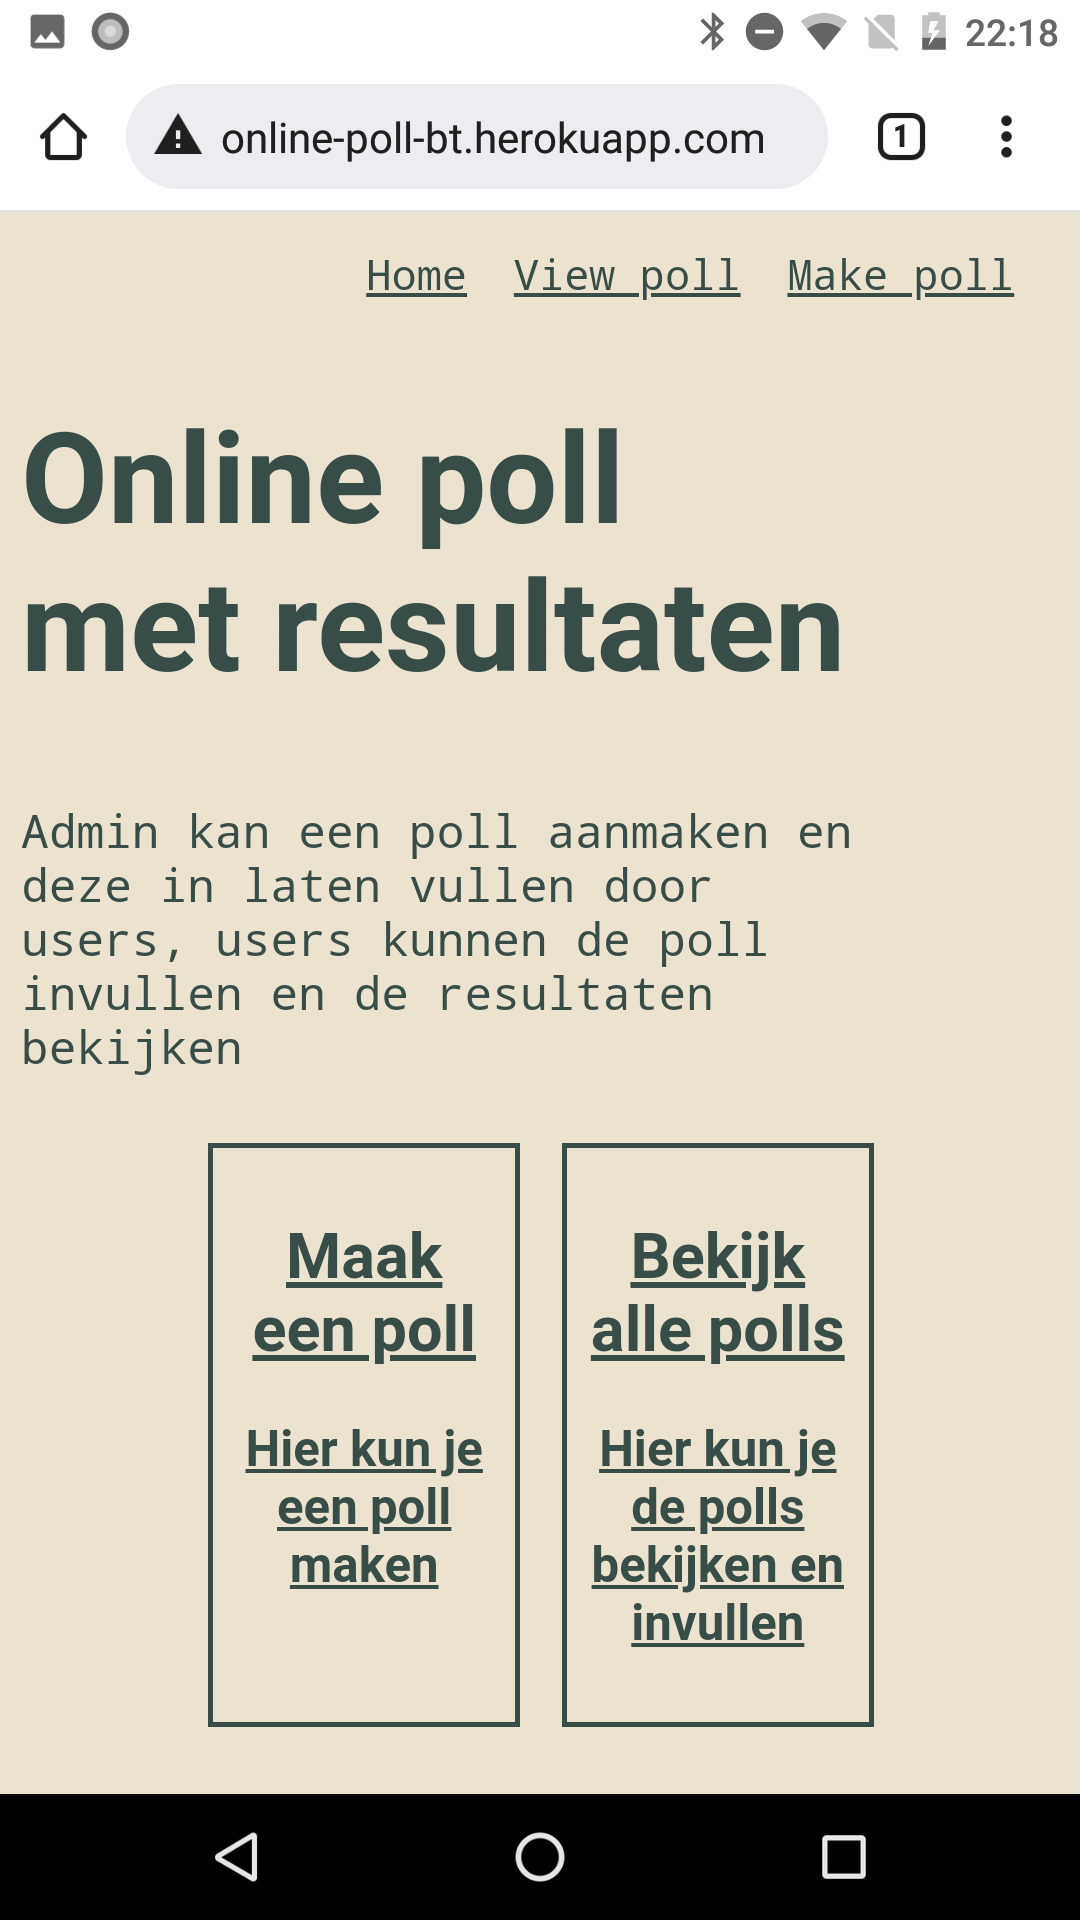 22:18
online-poll-bt.herokuapp.com
1
Home View poll Make poll
Online poll
met resultaten
Admin kan een poll aanmaken en
deze in laten vullen door
users, users kunnen de poll
invullen en de resultaten
bekijken
Maak
een poll
Hier kun je
een poll
maken
Bekijk
alle polls
Hier kun je
de polls
bekijken en
invullen